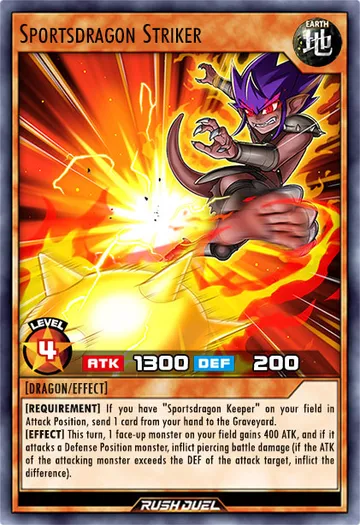 SPORTSDRAGON STRIKER
EARTH
地
LEVEL
4
ATK 1300 DEF 200
[DRAGON/EFFECT]
[REQUIREMENT] If you have "Sportsdragon Keeper" on your field in
Attack Position, send 1 card from your hand to the Graveyard.
[EFFECT] This turn, 1 face-up monster on your field gains 400 ATK, and if it
attacks a Defense Position monster, inflict piercing battle damage (if the ATK
of the attacking monster exceeds the DEF of the attack target, inflict the
difference).
RUSH DUEL